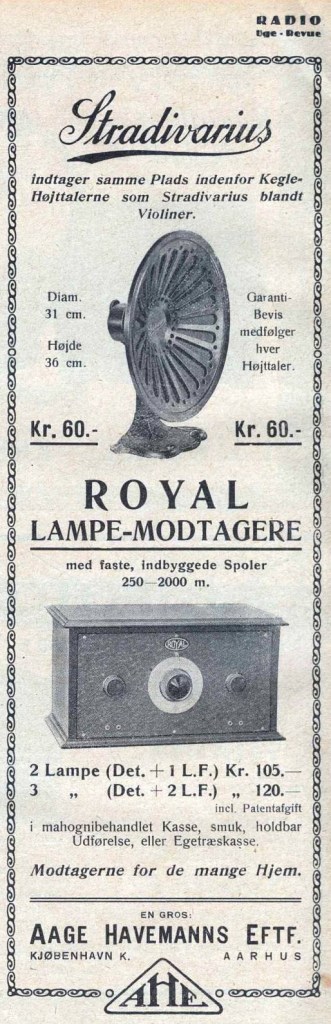 RADIO
Uge - Revue
Stradivarius
indtager samme Plads indenfor Kegle-
Højttalerne som Stradivarius blandt
Violiner.
Diam.
31 cm.
Højde
36 cm.
Garanti-
Bevis
medfølger
hver
Højttaler.
Kr. 60.-
Kr. 60.-
ROYAL
LAMPE-MODTAGERE
med faste, indbyggede Spoler
250—2000 m.
ROYAL
2 Lampe (Det. + 1 L.F.) Kr. 105.—
3 „ (Det. + 2 L.F.) „ 120.—
incl. Patentafgift
i mahognibehandlet Kasse, smuk, holdbar
Udførelse, eller Egetræskasse.
Modtagerne for de mange Hjem.
EN GROS:
AAGE HAVEMANNS EFTF.
KJØBENHAVN K. AARHUS
AHE